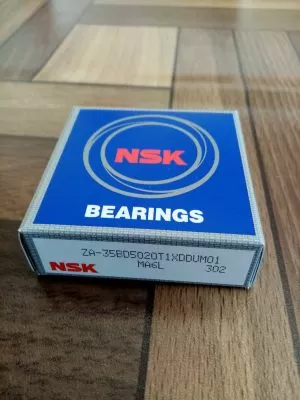 NSK
BEARINGS
ZA-35BD5020T1XDDUM01
NSK MA6L 302